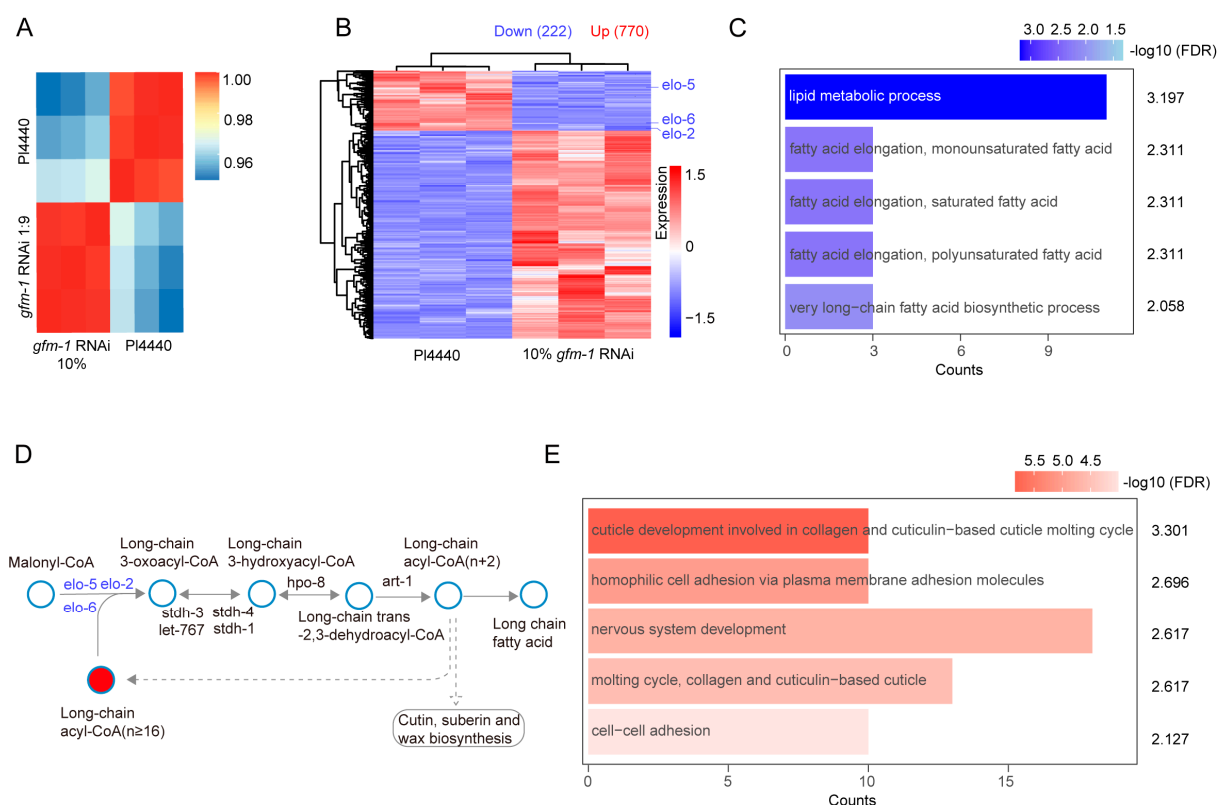 A
PI4440
gfm-1 RNAi 1:9
1.00
0.98
0.96
gfm-1 RNAi
10%
PI4440
B
Down (222)
Up (770)
elo-5
elo-6
elo-2
Expression
1.5
0
−1.5
PI4440
10% gfm-1 RNAi
C
3.0 2.5 2.0 1.5
-log10 (FDR)
lipid metabolic process
3.197
fatty acid elongation, monounsaturated fatty acid
2.311
fatty acid elongation, saturated fatty acid
2.311
fatty acid elongation, polyunsaturated fatty acid
2.311
very long-chain fatty acid biosynthetic process
2.058
0 3 6 9
Counts
D
Malonyl-CoA
elo-5 elo-2
elo-6
Long-chain
3-oxoacyl-CoA
stdh-3
let-767
stdh-4
stdh-1
Long-chain
3-hydroxyacyl-CoA
hpo-8
Long-chain trans
-2,3-dehydroacyl-CoA
art-1
Long-chain
acyl-CoA(n+2)
Long chain
fatty acid
Long-chain
acyl-CoA(n≥16)
Cutin, suberin and
wax biosynthesis
E
5.5 5.0 4.5
-log10 (FDR)
cuticle development involved in collagen and cuticulin-based cuticle molting cycle
3.301
homophilic cell adhesion via plasma membrane adhesion molecules
2.696
nervous system development
2.617
molting cycle, collagen and cuticulin-based cuticle
2.617
cell−cell adhesion
2.127
0 5 10 15
Counts